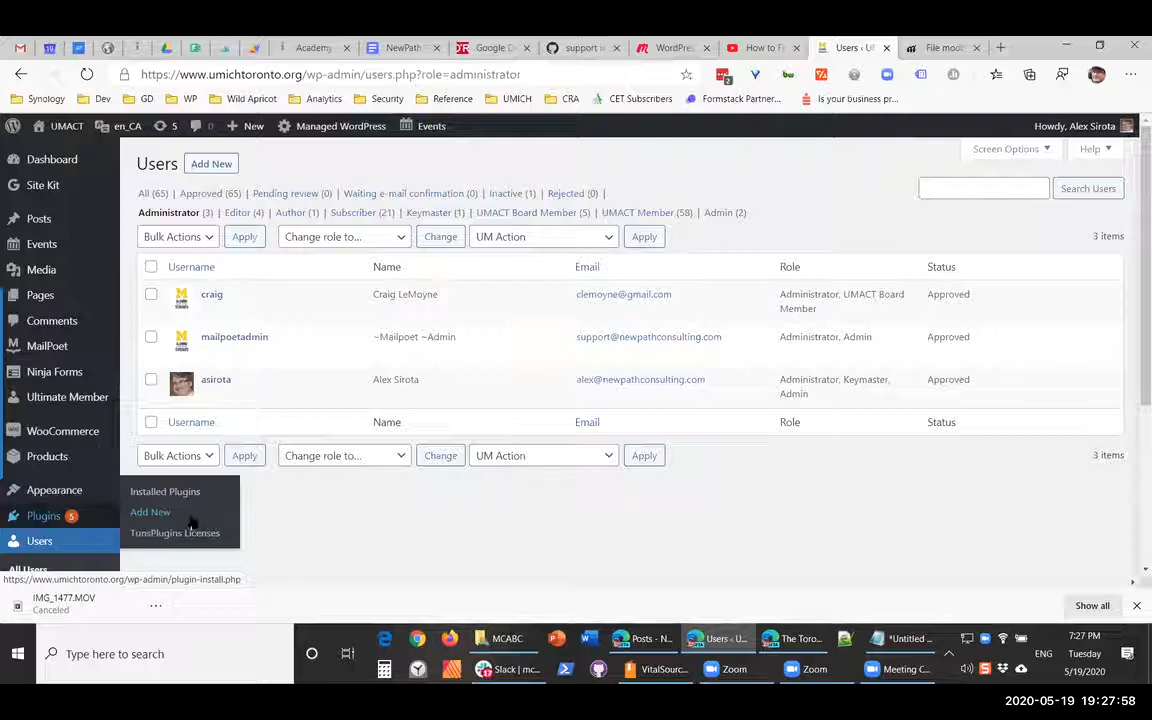 Academy
NewPath
Google D
support
WordPre
How to F
Users ‹ U
File mod
https://www.umichtoronto.org/wp-admin/users.php?role=administrator
Synology
Dev
GD
WP
Wild Apricot
Analytics
Security
Reference
UMICH
CRA
CET Subscribers
Formstack Partner...
Is your business pr...
UMACT
en_CA
5
0
New
Managed WordPress
Events
Howdy, Alex Sirota
Dashboard
Site Kit
Posts
Events
Media
Pages
Comments
MailPoet
Ninja Forms
Ultimate Member
WooCommerce
Products
Appearance
Plugins 5
Users
All Users
Installed Plugins
Add New
TunsPlugins Licenses
Users Add New
Screen Options ▼
Help ▼
All (65) | Approved (65) | Pending review (0) | Waiting e-mail confirmation (0) | Inactive (1) | Rejected (0) |
Search Users
Administrator (3) | Editor (4) | Author (1) | Subscriber (21) | Keymaster (1) | UMACT Board Member (5) | UMACT Member (58) | Admin (2)
Bulk Actions Apply Change role to... Change UM Action Apply
3 items
Username Name Email Role Status
craig Craig LeMoyne clemoyne@gmail.com Administrator, UMACT Board Approved
Member
mailpoetadmin ~Mailpoet ~Admin support@newpathconsulting.com Administrator, Admin Approved
asirota Alex Sirota alex@newpathconsulting.com Administrator, Keymaster, Approved
Admin
Username Name Email Role Status
Bulk Actions Apply Change role to... Change UM Action Apply
3 items
https://www.umichtoronto.org/wp-admin/plugin-install.php
IMG_1477.MOV
Canceled
Show all
MCABC
Posts - N...
Users ‹ U...
The Toro...
*Untitled ...
7:27 PM
Type here to search
Slack | mc...
VitalSourc...
Zoom
Zoom
Meeting C...
ENG
Tuesday
5/19/2020
2020-05-19 19:27:58